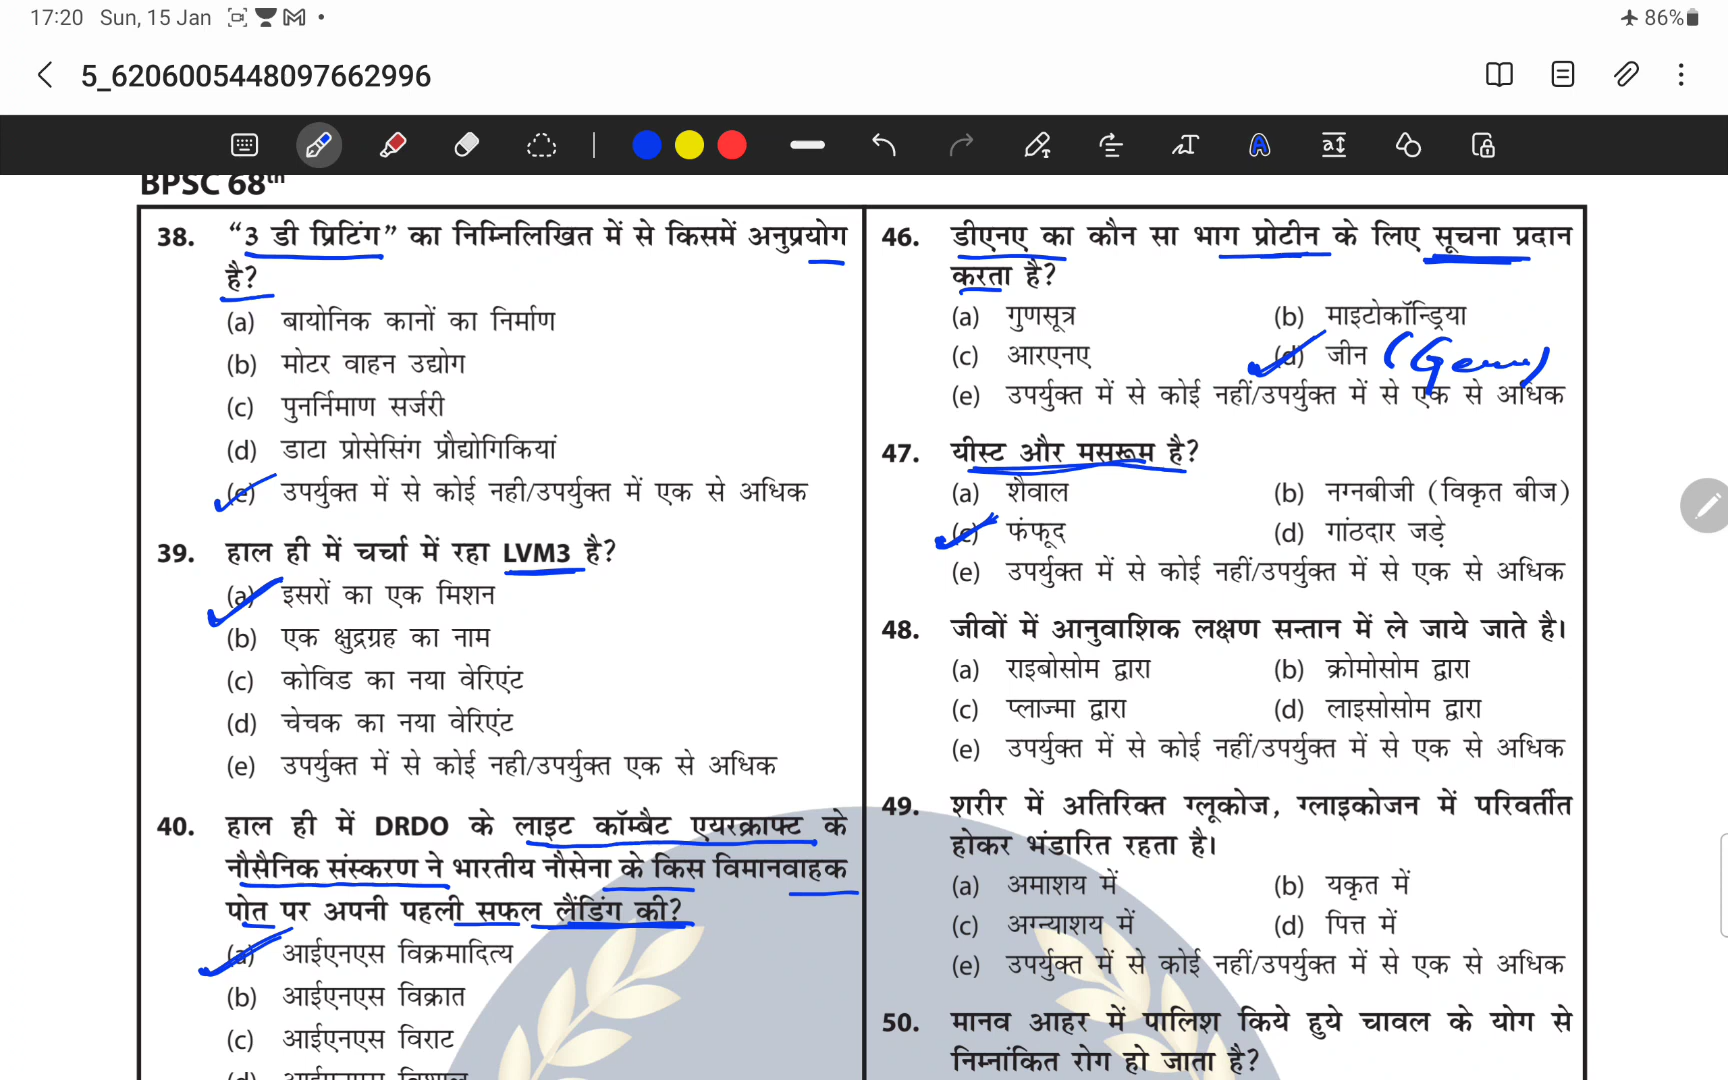 17:20 Sun, 15 Jan
86%
5_6206005448097662996
BPSC 68th
38. “3 डी प्रिटिंग” का निम्निलिखित में से किसमें अनुप्रयोग
है?
(a) बायोनिक कानों का निर्माण
(b) मोटर वाहन उद्योग
(c) पुनर्निमाण सर्जरी
(d) डाटा प्रोसेसिंग प्रौद्योगिकियां
(e) उपर्युक्त में से कोई नही/उपर्युक्त में एक से अधिक
39. हाल ही में चर्चा में रहा LVM3 है?
(a) इसरों का एक मिशन
(b) एक क्षुद्रग्रह का नाम
(c) कोविड का नया वेरिएंट
(d) चेचक का नया वेरिएंट
(e) उपर्युक्त में से कोई नही/उपर्युक्त एक से अधिक
40. हाल ही में DRDO के लाइट कॉम्बैट एयरक्राफ्ट के
नौसैनिक संस्करण ने भारतीय नौसेना के किस विमानवाहक
पोत पर अपनी पहली सफल लैंडिंग की?
(a) आईएनएस विक्रमादित्य
(b) आईएनएस विक्रात
(c) आईएनएस विराट
(d) आईएनएस विशाल
46. डीएनए का कौन सा भाग प्रोटीन के लिए सूचना प्रदान
करता है?
(a) गुणसूत्र (b) माइटोकॉन्ड्रिया
(c) आरएनए (d) जीन
(e) उपर्युक्त में से कोई नहीं/उपर्युक्त में से एक से अधिक
47. यीस्ट और मसरूम है?
(a) शैवाल (b) नग्नबीजी (विकृत बीज)
(c) फंफूद (d) गांठदार जड़े
(e) उपर्युक्त में से कोई नहीं/उपर्युक्त में से एक से अधिक
48. जीवों में आनुवाशिक लक्षण सन्तान में ले जाये जाते है।
(a) राइबोसोम द्वारा (b) क्रोमोसोम द्वारा
(c) प्लाज्मा द्वारा (d) लाइसोसोम द्वारा
(e) उपर्युक्त में से कोई नहीं/उपर्युक्त में से एक से अधिक
49. शरीर में अतिरिक्त ग्लूकोज, ग्लाइकोजन में परिवर्तीत
होकर भंडारित रहता है।
(a) अमाशय में (b) यकृत में
(c) अग्न्याशय में (d) पित्त में
(e) उपर्युक्त में से कोई नहीं/उपर्युक्त में से एक से अधिक
50. मानव आहर में पालिश किये हुये चावल के योग से
निम्नांकित रोग हो जाता है?